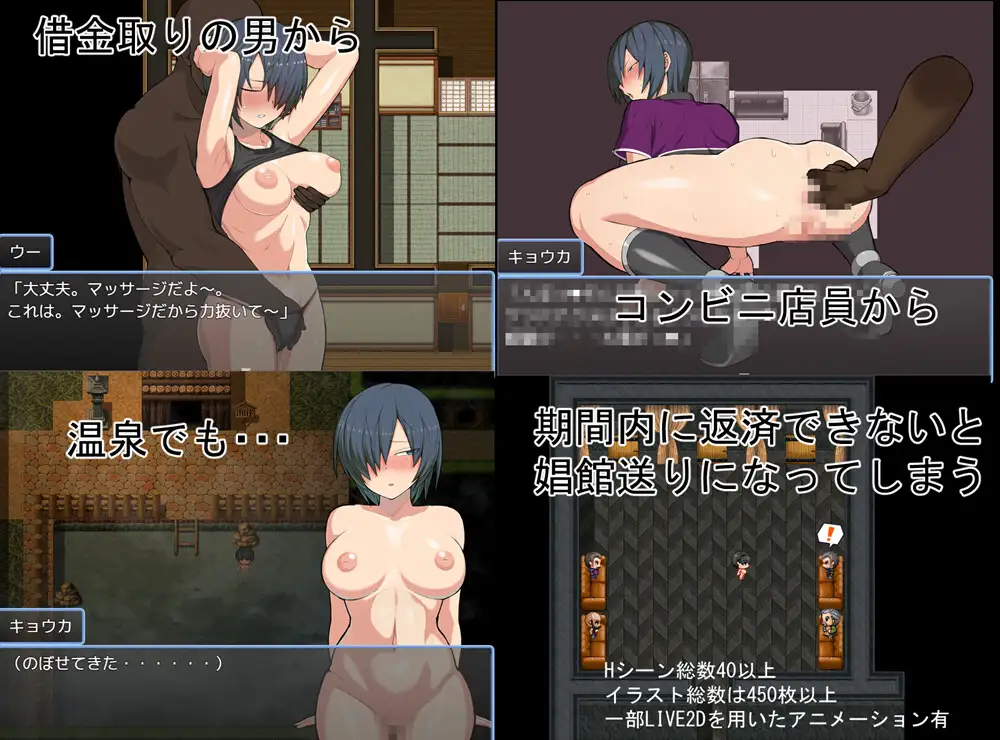 借金取りの男から
ウー
「大丈夫。マッサージだよ～。
これは。マッサージだから力抜いて～」
キョウカ
コンビニ店員から
温泉でも・・・
キョウカ
(のぼせてきた・・・・・・)
期間内に返済できないと
娼館送りになってしまう
Hシーン総数40以上
イラスト総数は450枚以上
一部LIVE2Dを用いたアニメーション有